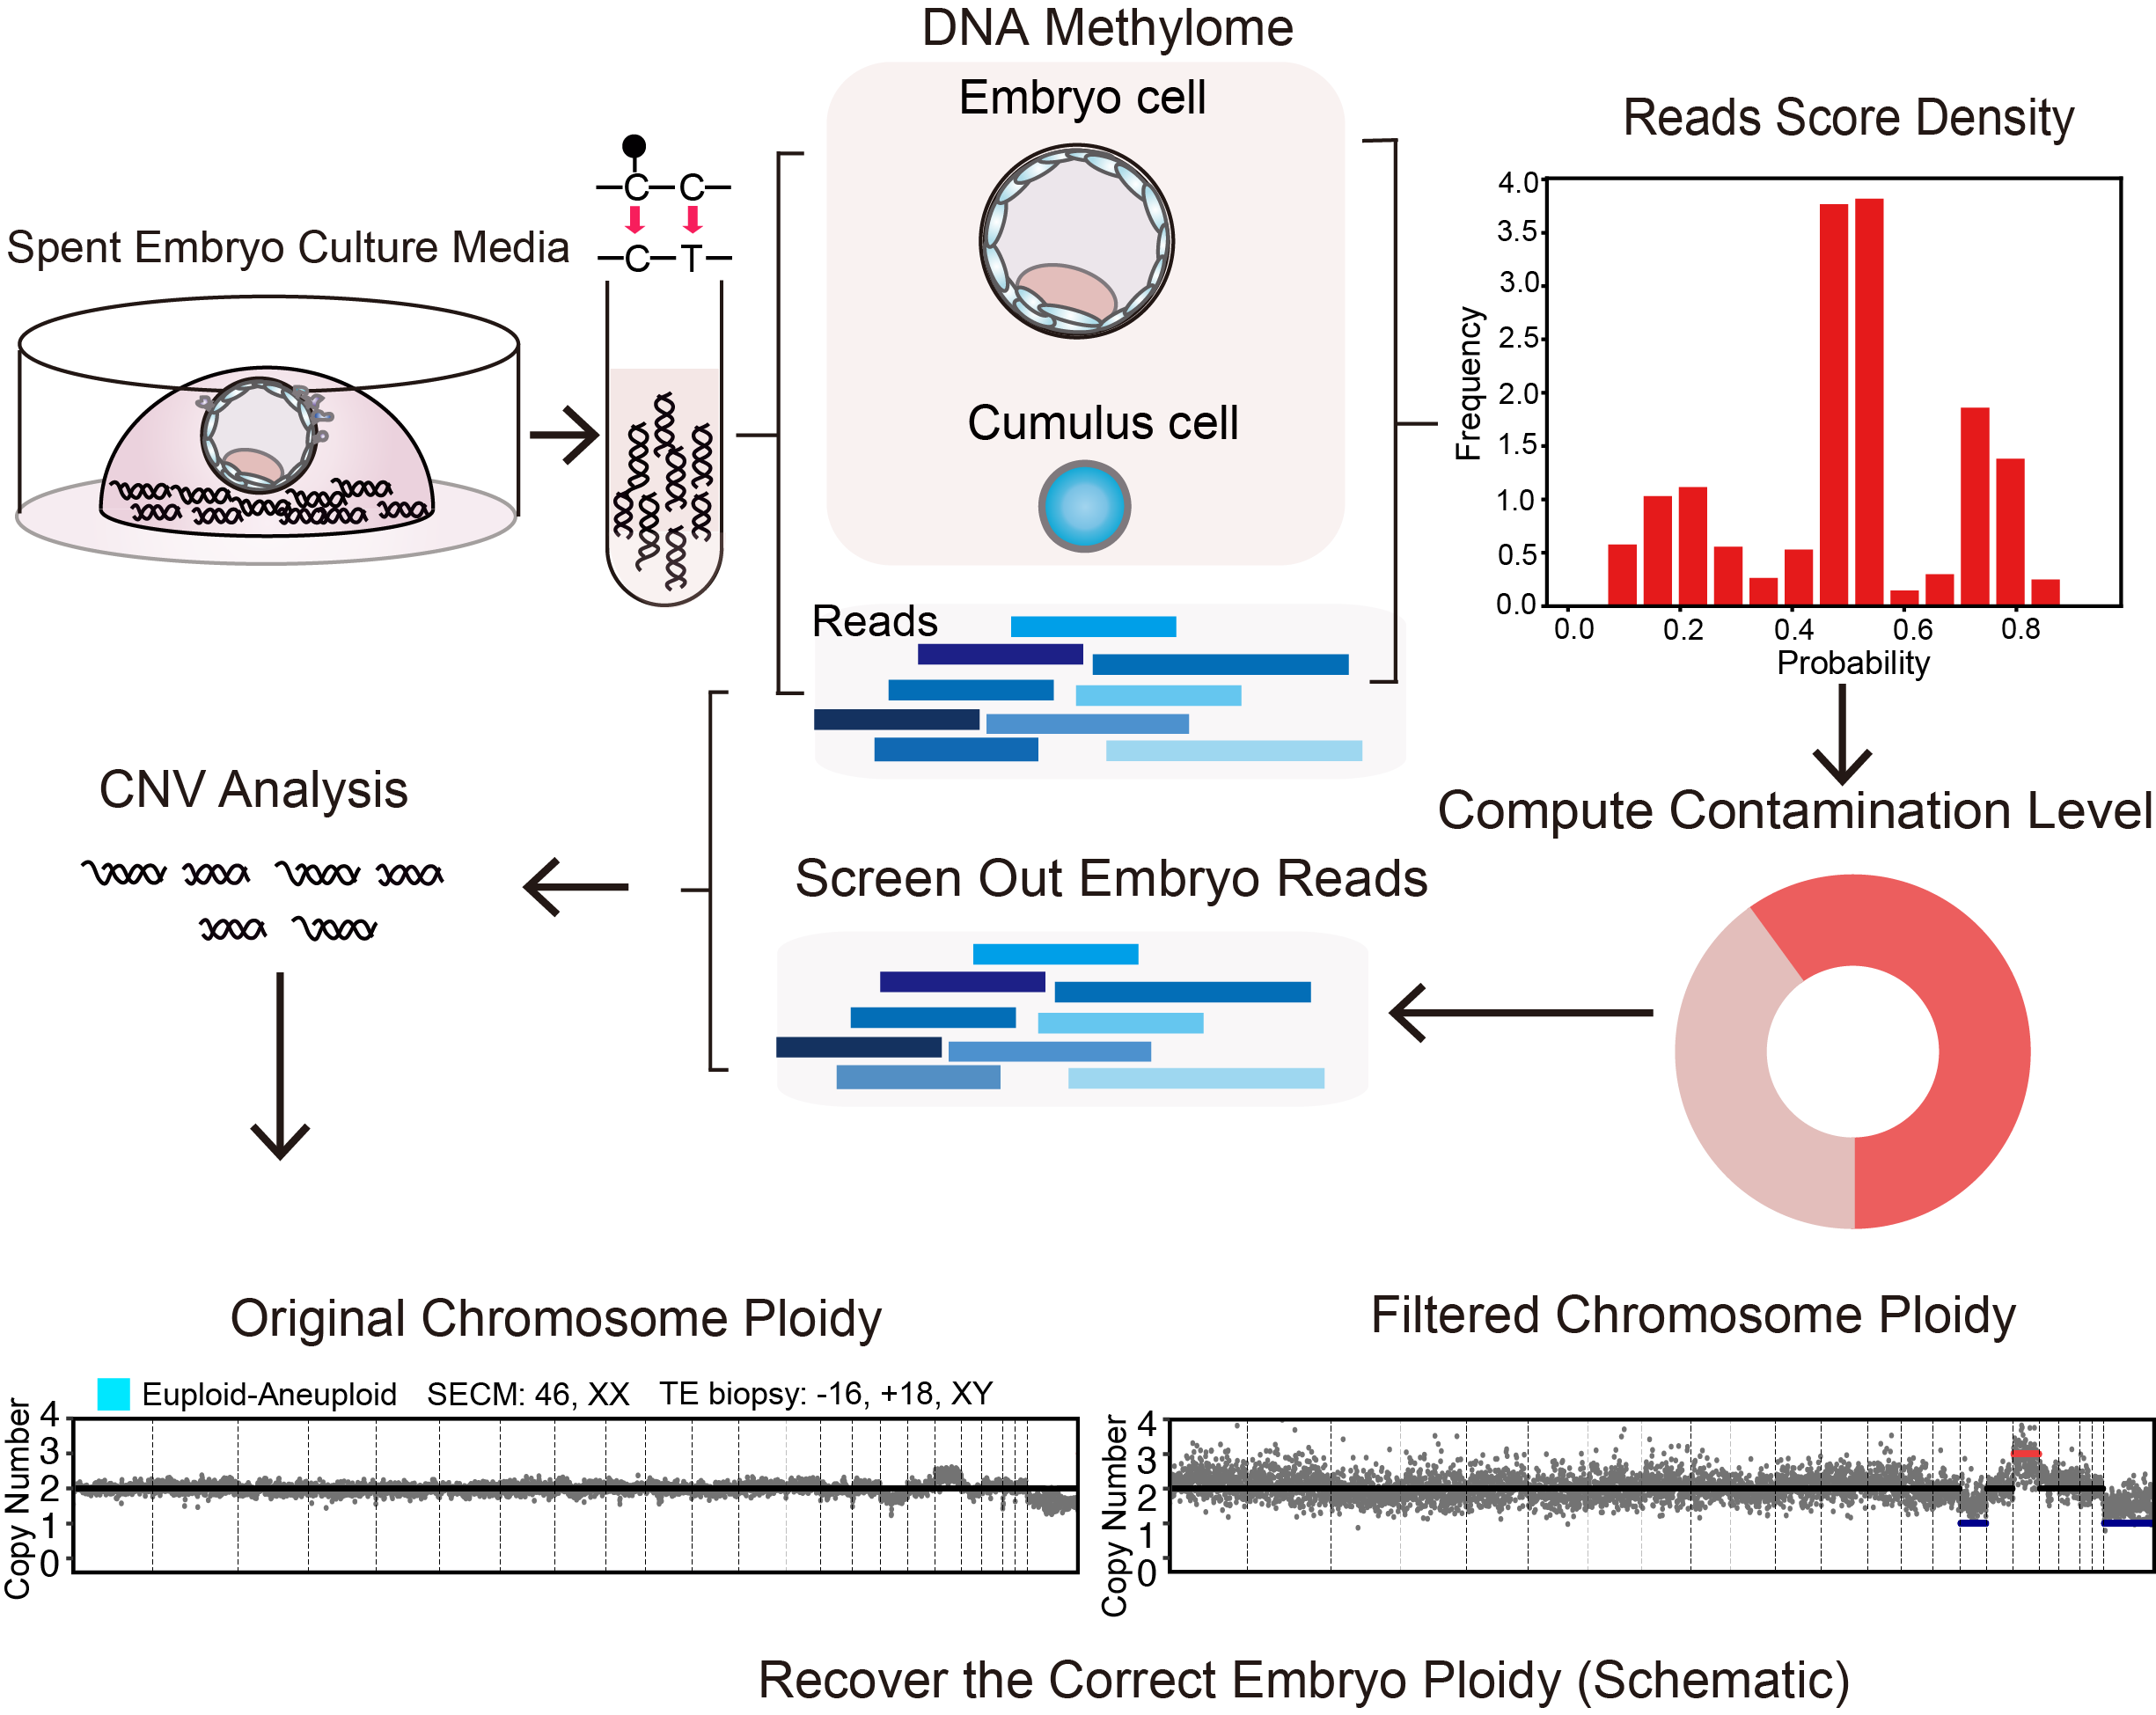 DNA Methylome
Embryo cell
Cumulus cell
Spent Embryo Culture Media
C C
C T
Reads
Reads Score Density
Frequency
4.0
3.5
3.0
2.5
2.0
1.5
1.0
0.5
0.0
0.0 0.2 0.4 0.6 0.8
Probability
Compute Contamination Level
Screen Out Embryo Reads
CNV Analysis
Original Chromosome Ploidy
Euploid-Aneuploid SECM: 46, XX TE biopsy: -16, +18, XY
Copy Number
4
3
2
1
0
Filtered Chromosome Ploidy
Copy Number
4
3
2
1
0
Recover the Correct Embryo Ploidy (Schematic)